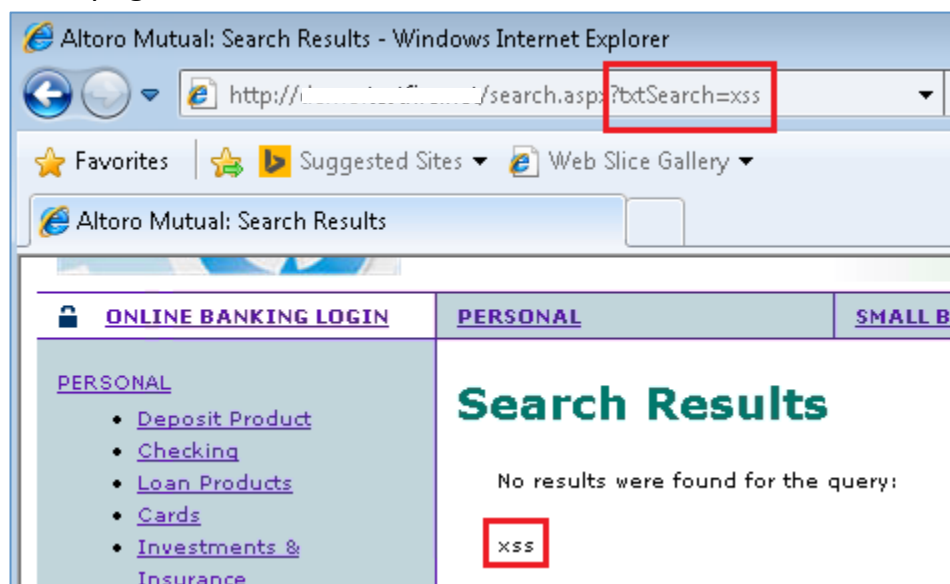 Altoro Mutual: Search Results - Windows Internet Explorer
http:// /search.aspx?txtSearch=xss
Favorites Suggested Sites Web Slice Gallery
Altoro Mutual: Search Results
ONLINE BANKING LOGIN PERSONAL SMALL B
PERSONAL
Search Results
• Deposit Product
• Checking
• Loan Products
No results were found for the query:
• Cards
• Investments &
xss
Insurance